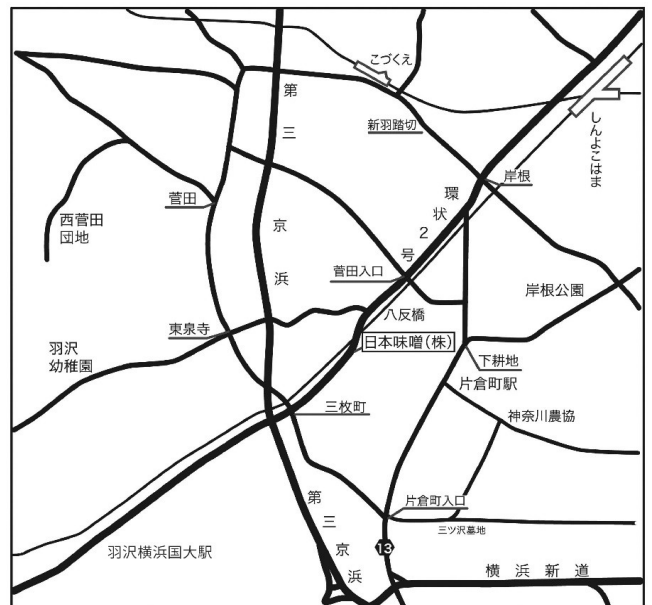 こづくえ
第三京浜
新羽踏切
しんよこはま
岸根
環状2号
菅田
西菅田
団地
菅田入口
岸根公園
八反橋
東泉寺
日本味噌(株)
羽沢
幼稚園
下耕地
片倉町駅
三枚町
神奈川農協
第三京浜
片倉町入口
三ツ沢墓地
13
羽沢横浜国大駅
横浜新道